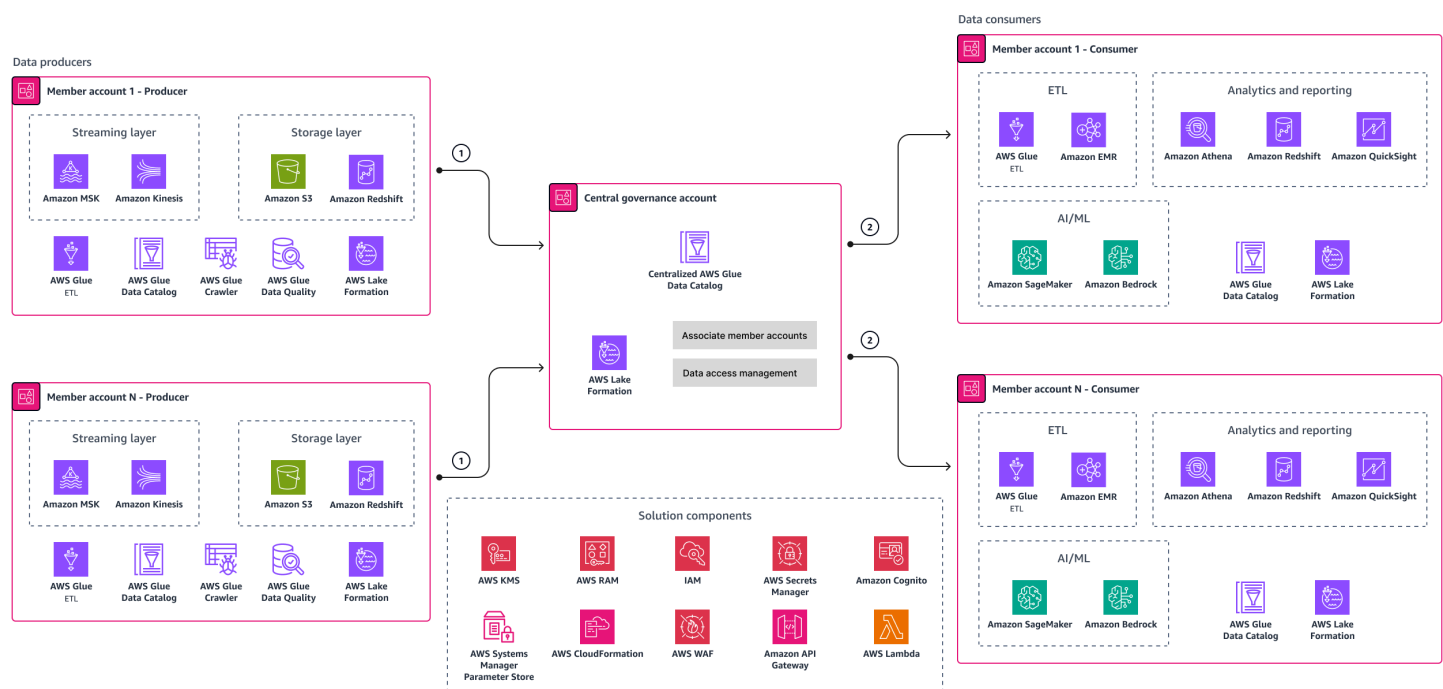 Data producers
Member account 1 - Producer
Streaming layer
Amazon MSK
Amazon Kinesis
Storage layer
Amazon S3
Amazon Redshift
AWS Glue
ETL
AWS Glue
Data Catalog
AWS Glue
Crawler
AWS Glue
Data Quality
AWS Lake
Formation
Member account N - Producer
Streaming layer
Amazon MSK
Amazon Kinesis
Storage layer
Amazon S3
Amazon Redshift
AWS Glue
ETL
AWS Glue
Data Catalog
AWS Glue
Crawler
AWS Glue
Data Quality
AWS Lake
Formation
1
1
Central governance account
Centralized AWS Glue
Data Catalog
AWS Lake
Formation
Associate member accounts
Data access management
2
2
Solution components
AWS KMS
AWS RAM
IAM
AWS Secrets
Manager
Amazon Cognito
AWS Systems
Manager
Parameter Store
AWS CloudFormation
AWS WAF
Amazon API
Gateway
AWS Lambda
Data consumers
Member account 1 - Consumer
ETL
AWS Glue
ETL
Amazon EMR
Analytics and reporting
Amazon Athena
Amazon Redshift
Amazon QuickSight
AI/ML
Amazon SageMaker
Amazon Bedrock
AWS Glue
Data Catalog
AWS Lake
Formation
Member account N - Consumer
ETL
AWS Glue
ETL
Amazon EMR
Analytics and reporting
Amazon Athena
Amazon Redshift
Amazon QuickSight
AI/ML
Amazon SageMaker
Amazon Bedrock
AWS Glue
Data Catalog
AWS Lake
Formation